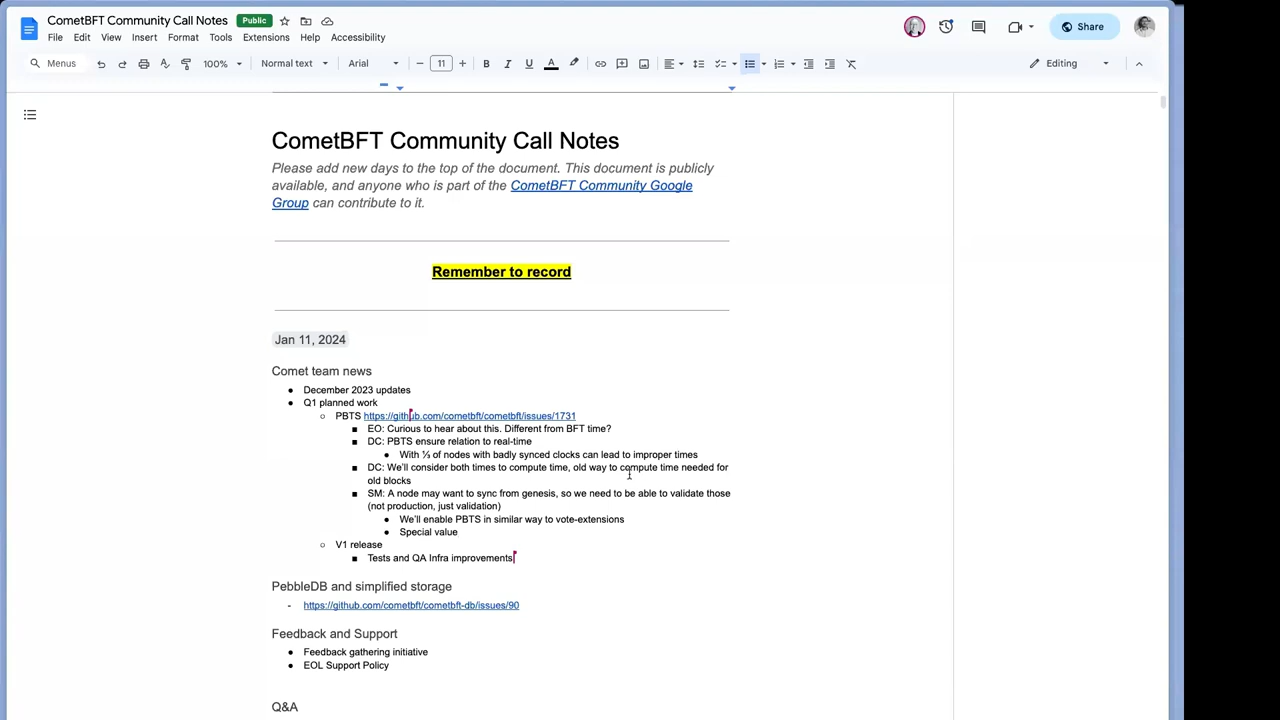 CometBFT Community Call Notes Public
File Edit View Insert Format Tools Extensions Help Accessibility
Share
Menus 100% Normal text Arial − 11 + B I U A Editing
CometBFT Community Call Notes
Please add new days to the top of the document. This document is publicly
available, and anyone who is part of the CometBFT Community Google
Group can contribute to it.
Remember to record
Jan 11, 2024
Comet team news
● December 2023 updates
● Q1 planned work
○ PBTS https://github.com/cometbft/cometbft/issues/1731
■ EO: Curious to hear about this. Different from BFT time?
■ DC: PBTS ensure relation to real-time
● With ⅓ of nodes with badly synced clocks can lead to improper times
■ DC: We'll consider both times to compute time, old way to compute time needed for
old blocks
■ SM: A node may want to sync from genesis, so we need to be able to validate those
(not production, just validation)
● We'll enable PBTS in similar way to vote-extensions
● Special value
○ V1 release
■ Tests and QA Infra improvements
PebbleDB and simplified storage
- https://github.com/cometbft/cometbft-db/issues/90
Feedback and Support
● Feedback gathering initiative
● EOL Support Policy
Q&A